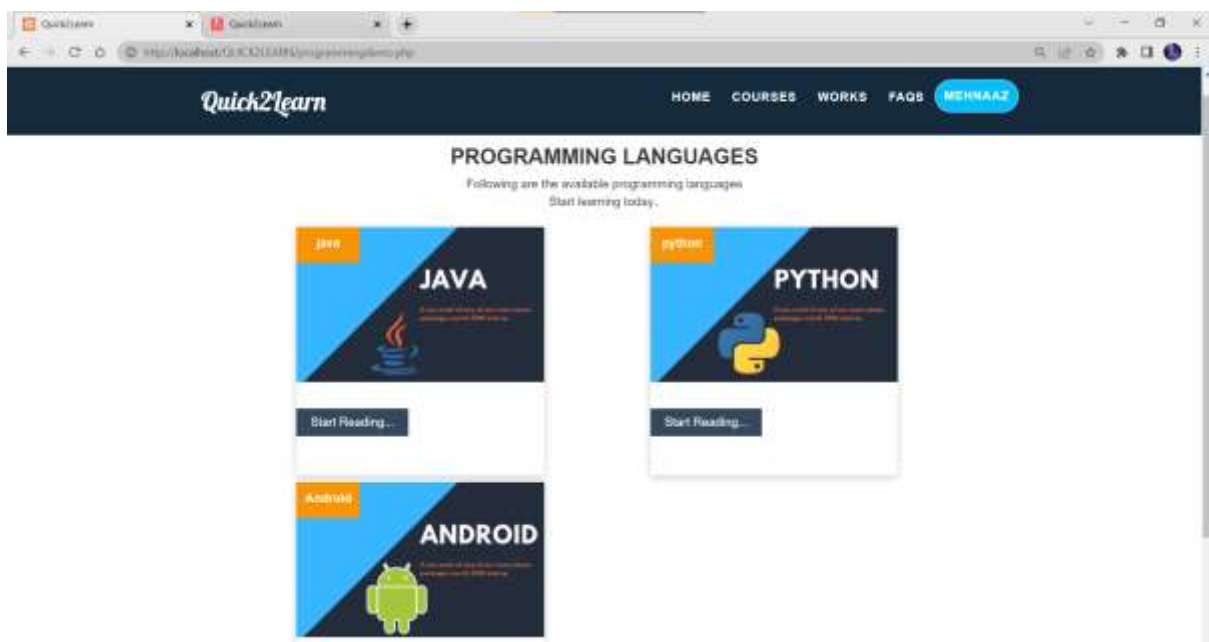 Quick2Learn
Quick2Learn
Quick2Learn
HOME COURSES WORKS FAQS MEHNAAZ
PROGRAMMING LANGUAGES
Following are the available programming languages
Start learning today..
java
JAVA
Start Reading...
python
PYTHON
Start Reading...
Android
ANDROID